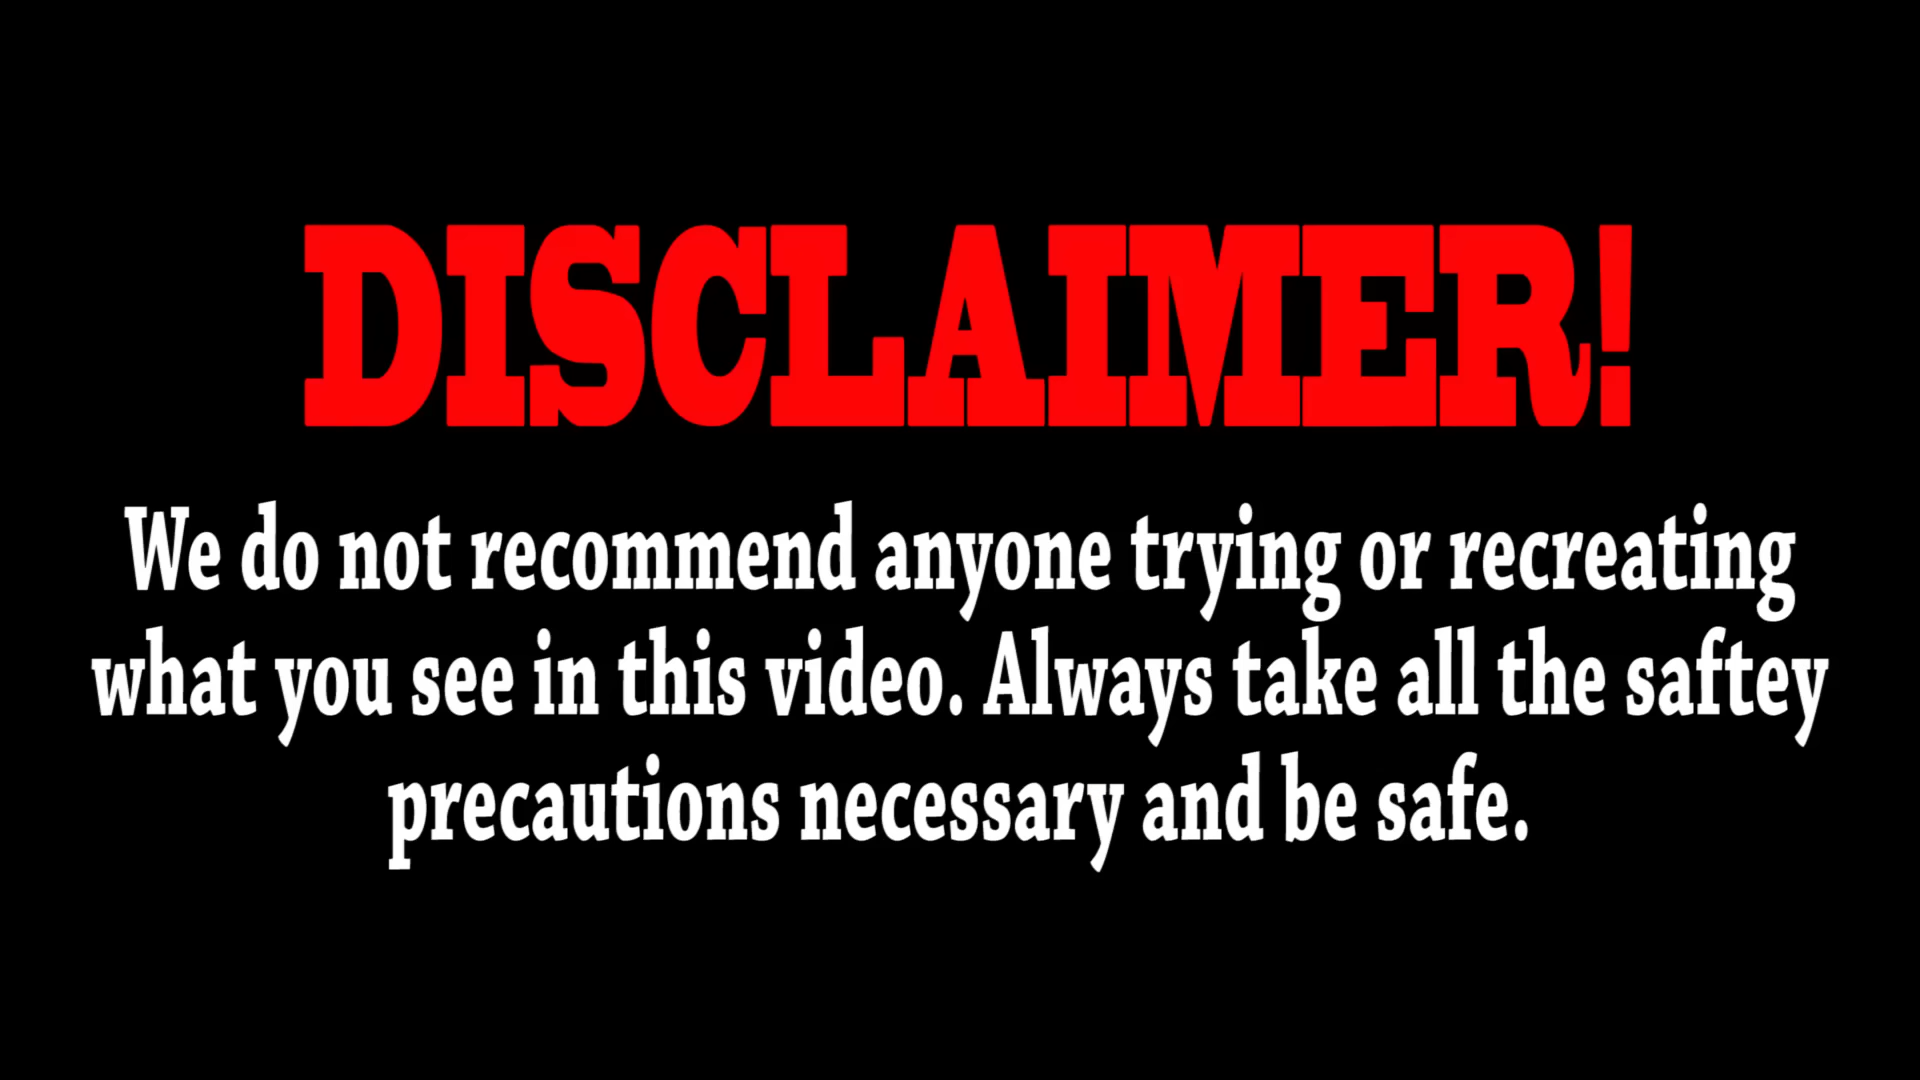 DISCLAIMER!
We do not recommend anyone trying or recreating
what you see in this video. Always take all the saftey
precautions necessary and be safe.